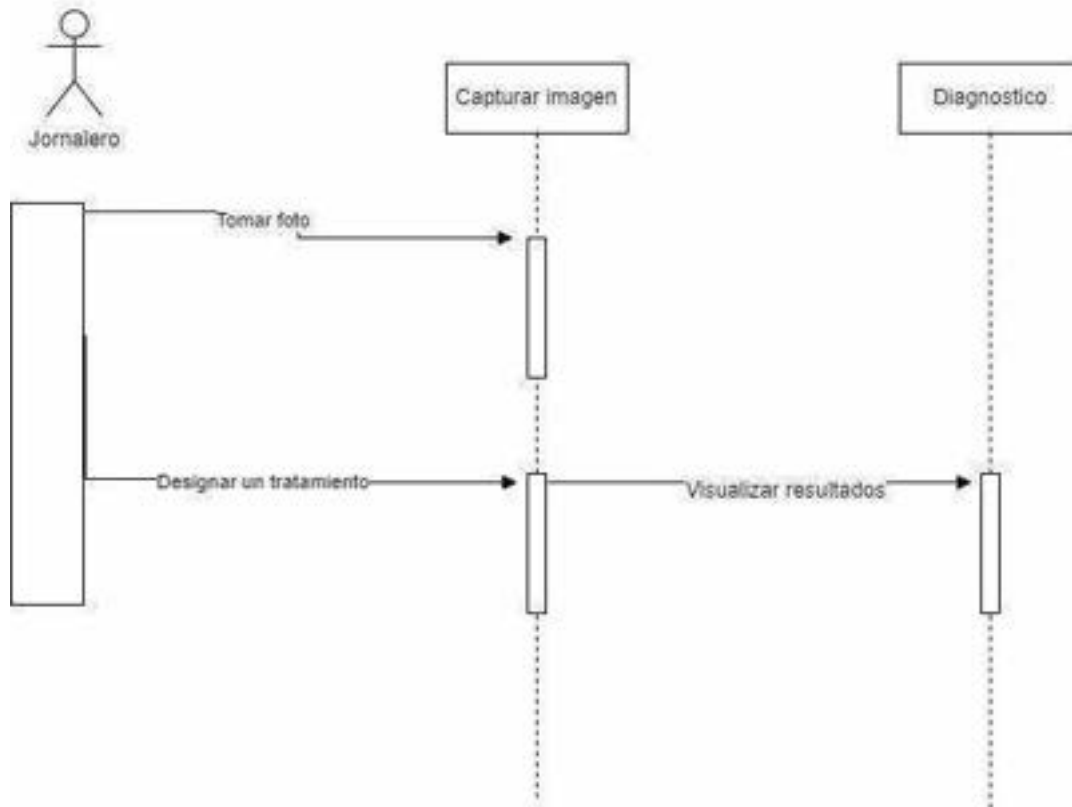 Jornalero
Capturar imagen
Diagnostico
Tomar foto
Designar un tratamiento
Visualizar resultados